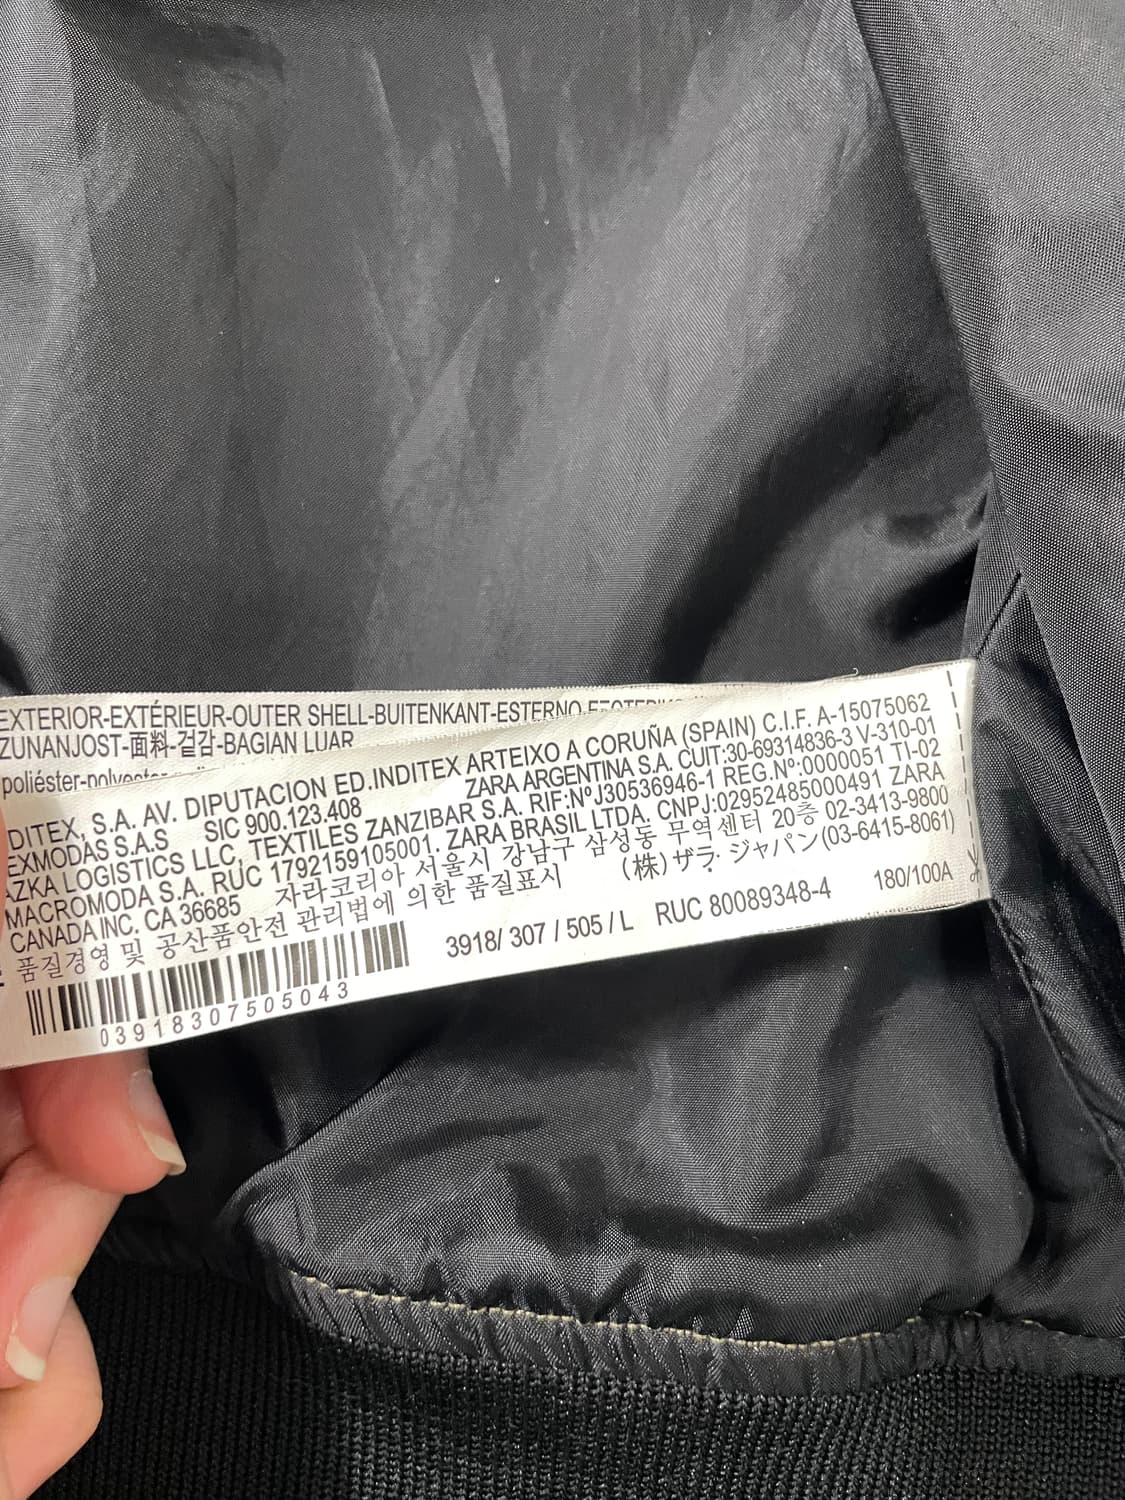 EXTERIOR-EXTÉRIEUR-OUTER SHELL-BUITENKANT-ESTERNO
ZUNANJOST-面料-겉감-BAGIAN LUAR
poliéster-polyester
DITEX, S.A. AV. DIPUTACION ED.INDITEX ARTEIXO A CORUÑA (SPAIN) C.I.F. A-15075062
EXMODAS S.A.S SIC 900.123.408 ZARA ARGENTINA S.A. CUIT:30-69314836-3 V-310-01
AZKA LOGISTICS LLC, TEXTILES ZANZIBAR S.A. RIF:NºJ30536946-1 REG.Nº:0000051 TI-02
MACROMODA S.A. RUC 1792159105001. ZARA BRASIL LTDA. CNPJ:02952485000491 ZARA
CANADA INC. CA 36685 자라코리아 서울시 강남구 삼성동 무역센터 20층 02-3413-9800
품질경영 및 공산품안전 관리법에 의한 품질표시 (株)ザラ・ジャパン(03-6415-8061)
3918/ 307 / 505 / L RUC 80089348-4 180/100A
03918307505043